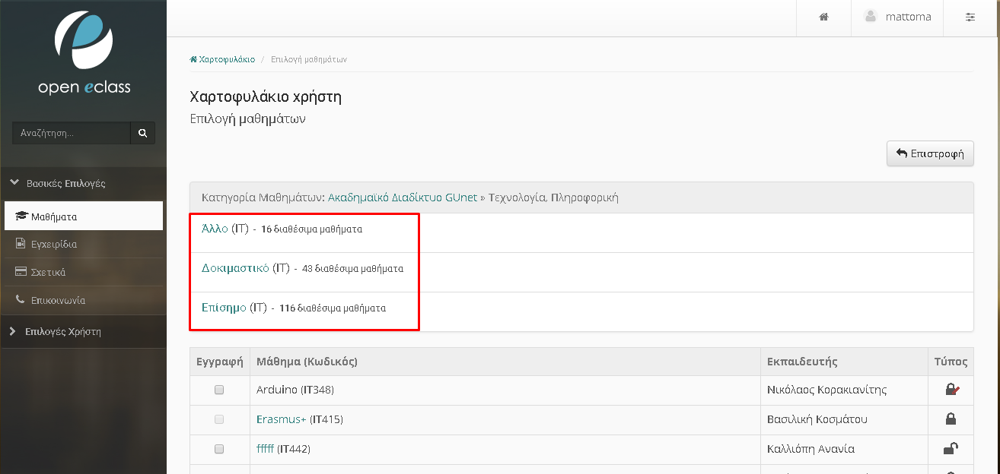 open eclass
Αναζήτηση...
Βασικές Επιλογές
Μαθήματα
Εγχειρίδια
Σχετικά
Επικοινωνία
Επιλογές Χρήστη
mattoma
Χαρτοφυλάκιο / Επιλογή μαθημάτων
Χαρτοφυλάκιο χρήστη
Επιλογή μαθημάτων
Επιστροφή
Κατηγορία Μαθημάτων: Ακαδημαϊκό Διαδίκτυο GUnet » Τεχνολογία, Πληροφορική
Άλλο (IT) - 16 διαθέσιμα μαθήματα
Δοκιμαστικό (IT) - 43 διαθέσιμα μαθήματα
Επίσημο (IT) - 116 διαθέσιμα μαθήματα
Εγγραφή Μάθημα (Κωδικός) Εκπαιδευτής Τύπος
Arduino (IT348) Νικόλαος Κορακιανίτης
Erasmus+ (IT415) Βασιλική Κοσμάτου
fffff (IT442) Καλλιόπη Ανανία